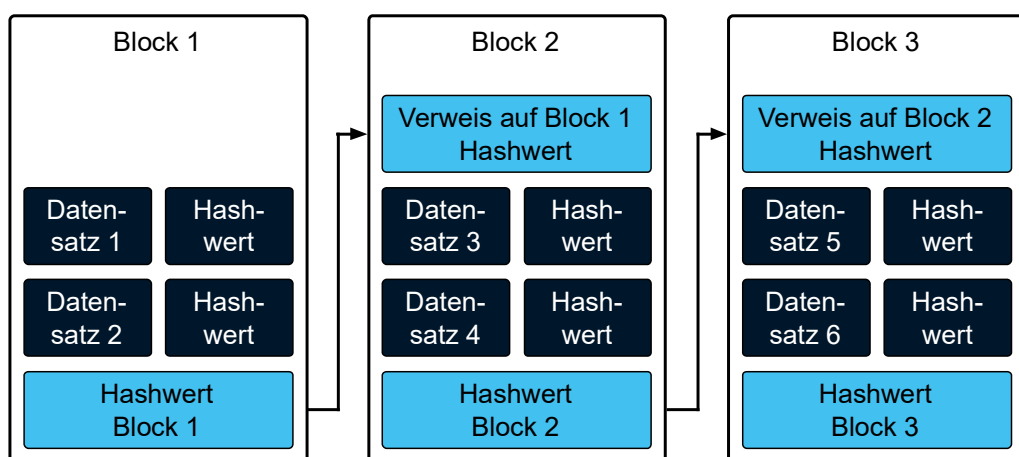 Block 1
Block 2
Block 3
Verweis auf Block 1
Hashwert
Verweis auf Block 2
Hashwert
Daten-
satz 1
Hash-
wert
Daten-
satz 3
Hash-
wert
Daten-
satz 5
Hash-
wert
Daten-
satz 2
Hash-
wert
Daten-
satz 4
Hash-
wert
Daten-
satz 6
Hash-
wert
Hashwert
Block 1
Hashwert
Block 2
Hashwert
Block 3